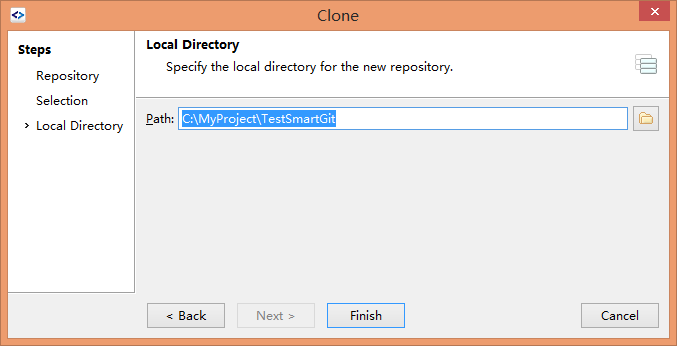 Clone
Steps
Repository
Selection
Local Directory
Local Directory
Specify the local directory for the new repository.
Path: C:\MyProject\TestSmartGit
< Back
Next >
Finish
Cancel